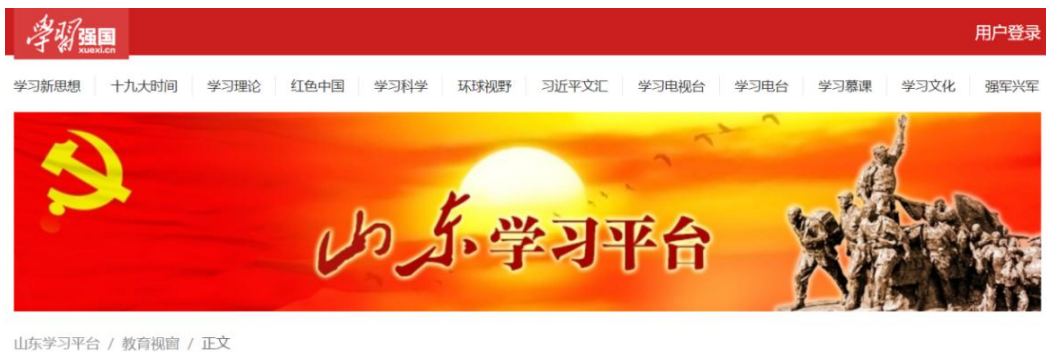 学习强国
xuexi.cn
用户登录
学习新思想 十九大时间 学习理论 红色中国 学习科学 环球视野 习近平文汇 学习电视台 学习电台 学习慕课 学习文化 强军兴军
山东学习平台
山东学习平台 / 教育视窗 / 正文